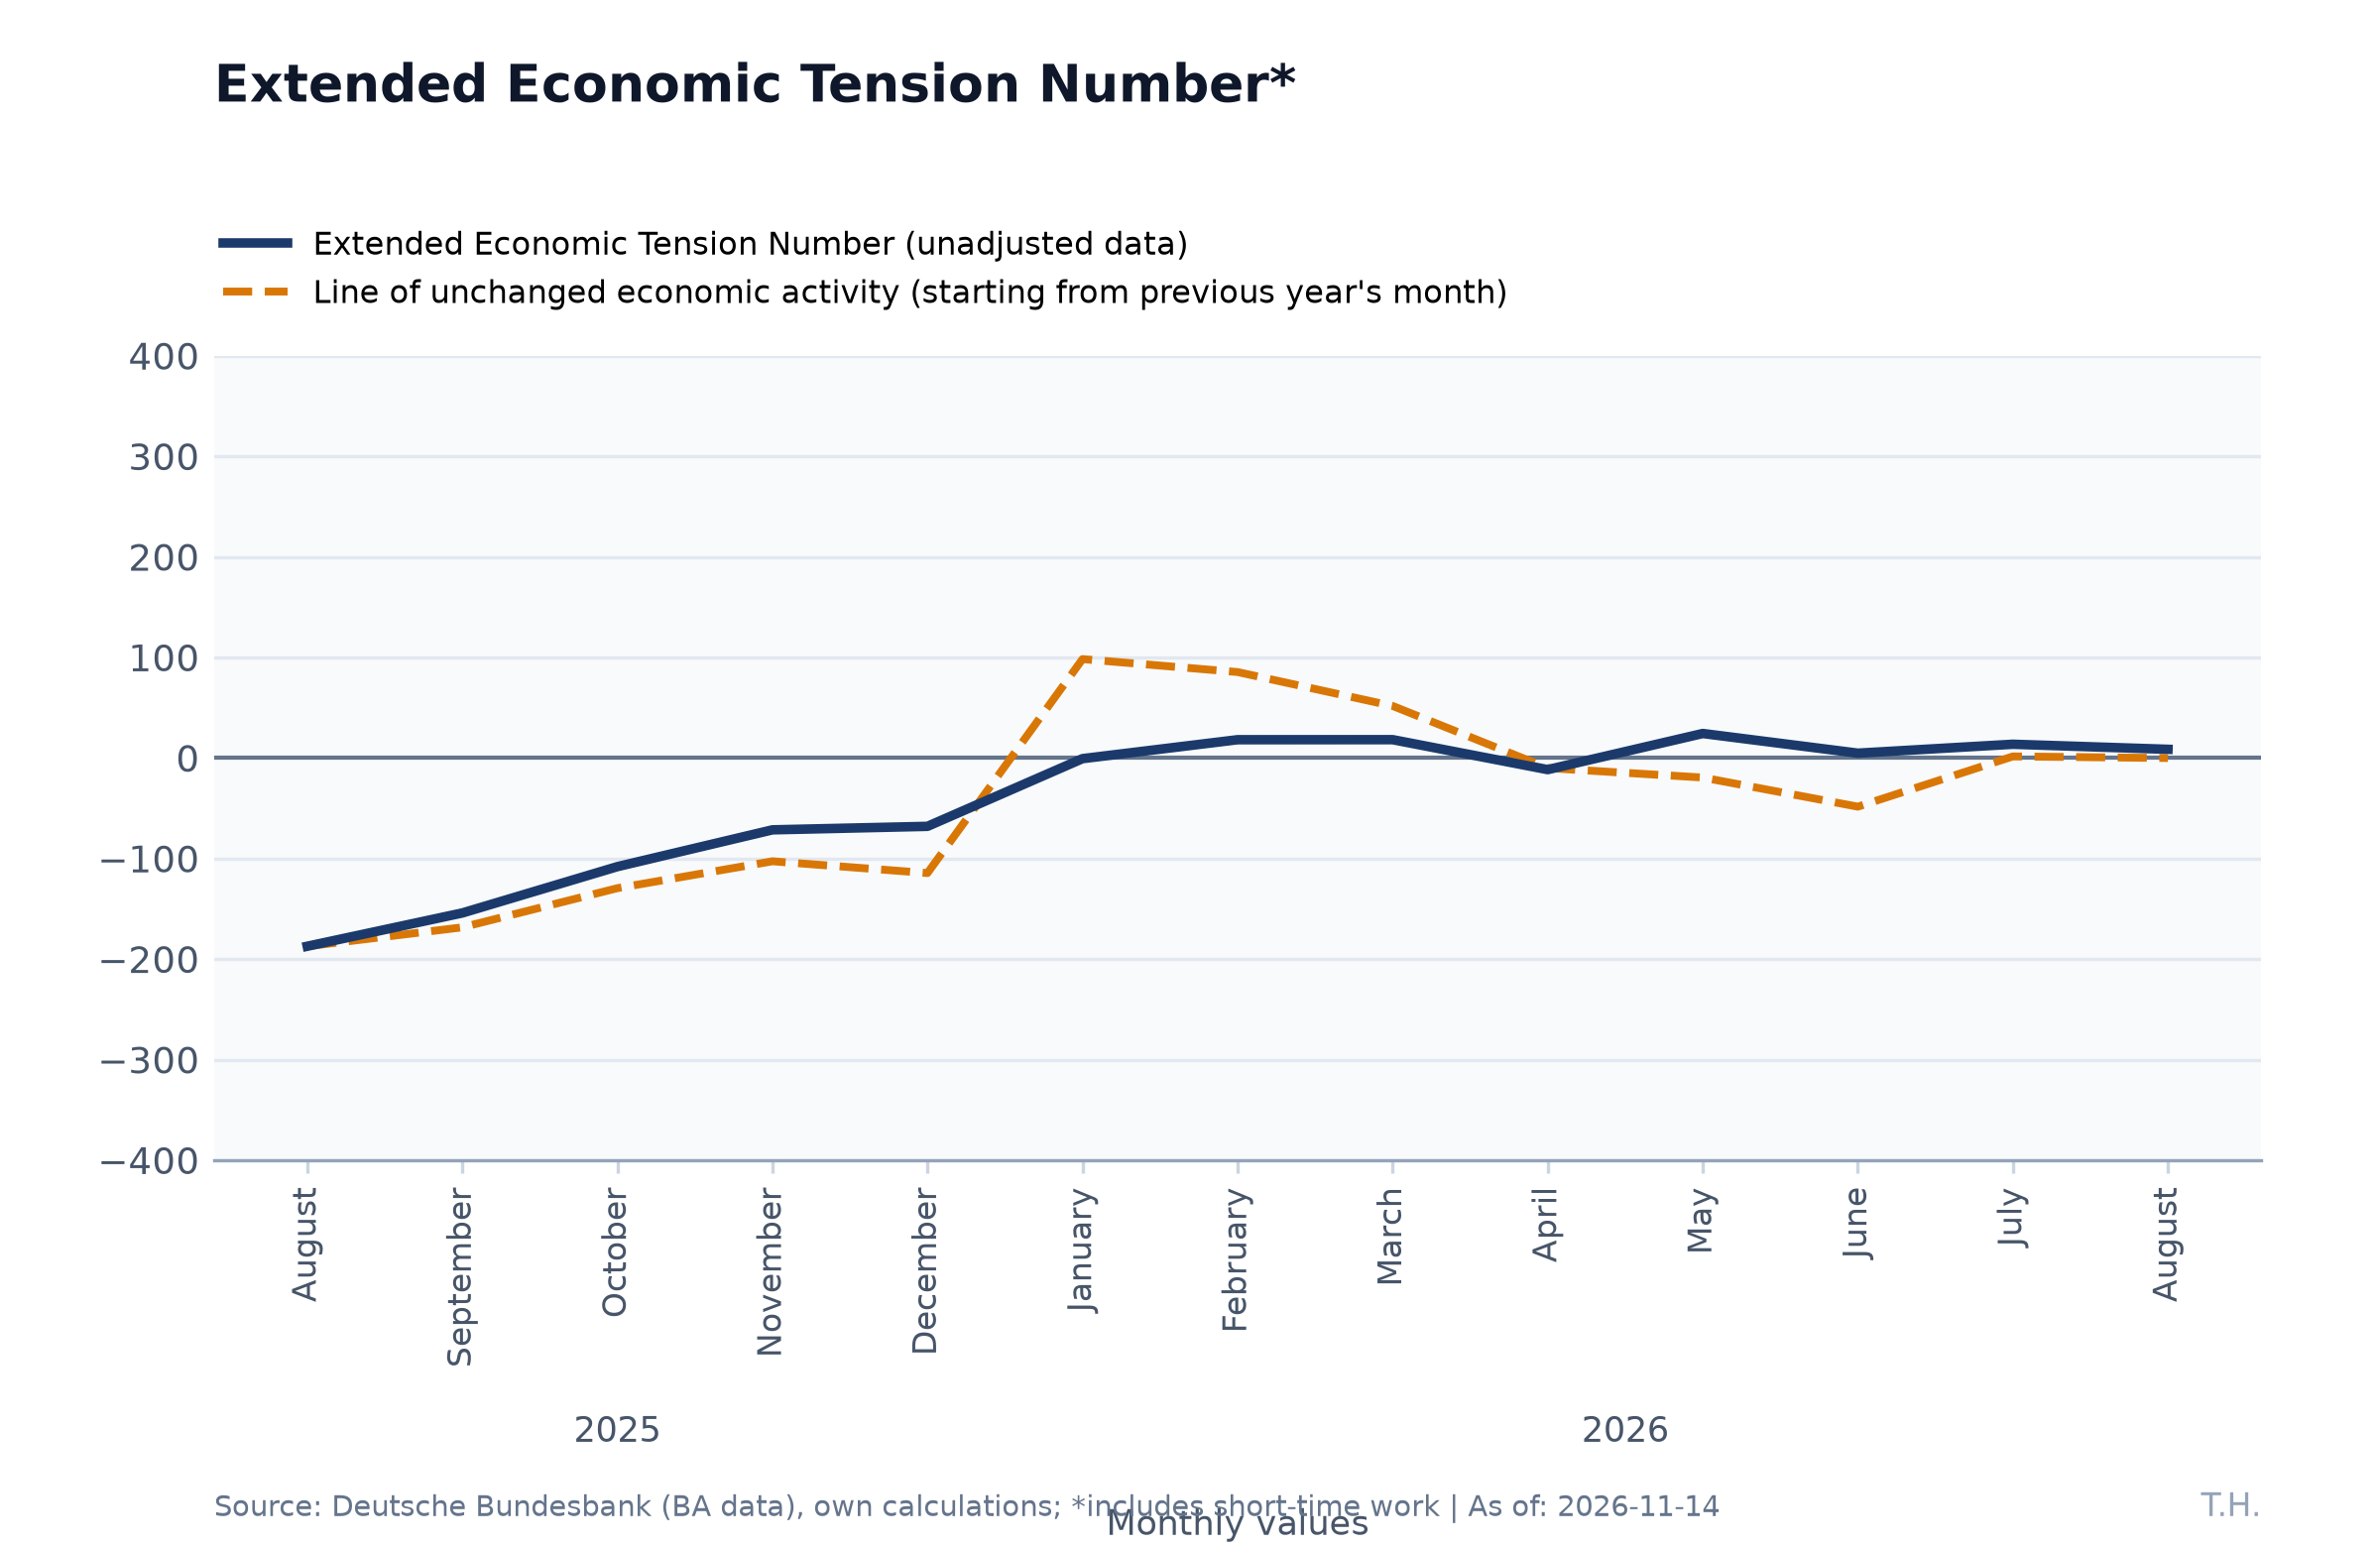 Extended Economic Tension Number*
Extended Economic Tension Number (unadjusted data)
Line of unchanged economic activity (starting from previous year's month)
400
300
200
100
0
−100
−200
−300
−400
August
September
October
November
December
January
February
March
April
May
June
July
August
2025
2026
Source: Deutsche Bundesbank (BA data), own calculations; *includes short-time work | As of: 2026-11-14
T.H.
Monthly values